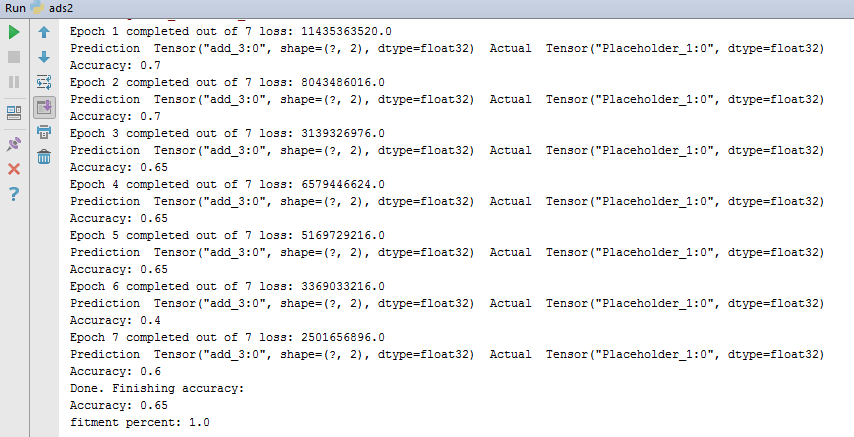 Run ads2
Epoch 1 completed out of 7 loss: 11435363520.0
Prediction  Tensor("add_3:0", shape=(?, 2), dtype=float32)  Actual  Tensor("Placeholder_1:0", dtype=float32)
Accuracy: 0.7
Epoch 2 completed out of 7 loss: 8043486016.0
Prediction  Tensor("add_3:0", shape=(?, 2), dtype=float32)  Actual  Tensor("Placeholder_1:0", dtype=float32)
Accuracy: 0.7
Epoch 3 completed out of 7 loss: 3139326976.0
Prediction  Tensor("add_3:0", shape=(?, 2), dtype=float32)  Actual  Tensor("Placeholder_1:0", dtype=float32)
Accuracy: 0.65
Epoch 4 completed out of 7 loss: 6579446624.0
Prediction  Tensor("add_3:0", shape=(?, 2), dtype=float32)  Actual  Tensor("Placeholder_1:0", dtype=float32)
Accuracy: 0.65
Epoch 5 completed out of 7 loss: 5169729216.0
Prediction  Tensor("add_3:0", shape=(?, 2), dtype=float32)  Actual  Tensor("Placeholder_1:0", dtype=float32)
Accuracy: 0.65
Epoch 6 completed out of 7 loss: 3369033216.0
Prediction  Tensor("add_3:0", shape=(?, 2), dtype=float32)  Actual  Tensor("Placeholder_1:0", dtype=float32)
Accuracy: 0.4
Epoch 7 completed out of 7 loss: 2501656896.0
Prediction  Tensor("add_3:0", shape=(?, 2), dtype=float32)  Actual  Tensor("Placeholder_1:0", dtype=float32)
Accuracy: 0.6
Done. Finishing accuracy:
Accuracy: 0.65
fitment percent: 1.0